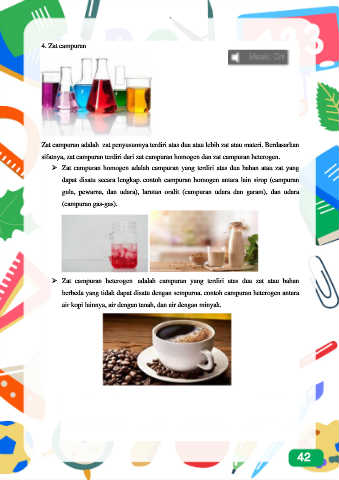 4. Zat campuran
Music Off
Zat campuran adalah zat penyusunnya terdiri atas dua atau lebih zat atau materi. Berdasarkan
sifatnya, zat campuran terdiri dari zat campuran homogen dan zat campuran heterogen.
➢ Zat campuran homogen adalah campuran yang terdiri atas dua bahan atau zat yang
dapat disatu secara lengkap. contoh campuran homogen antara lain sirop (campuran
gula, pewarna, dan udara), larutan oralit (campuran udara dan garam), dan udara
(campuran gas-gas).
➢ Zat campuran heterogen adalah campuran yang terdiri atas dua zat atau bahan
berbeda yang tidak dapat disatu dengan sempurna. contoh campuran heterogen antara
air kopi lainnya, air dengan tanah, dan air dengan minyak.
42